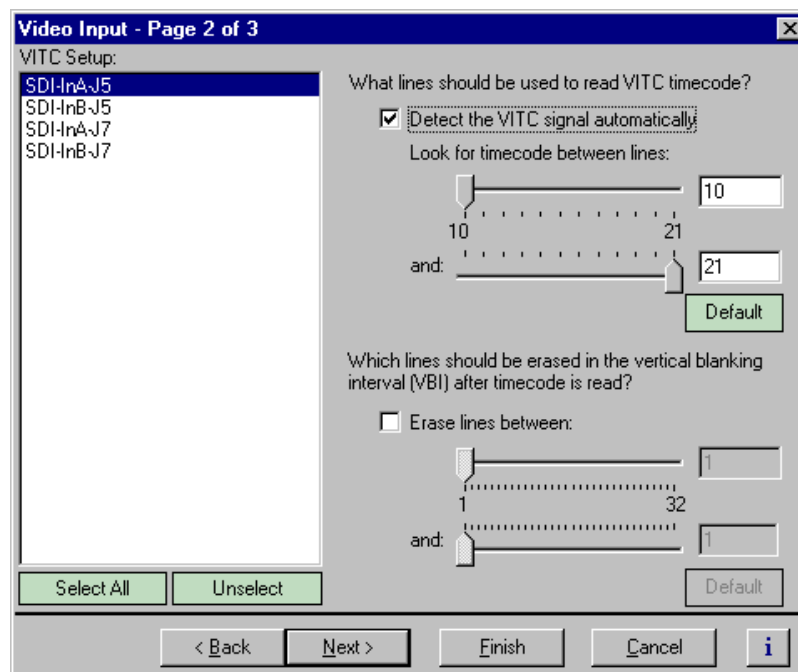 Video Input - Page 2 of 3
VITC Setup:
SDI-InA-J5
SDI-InB-J5
SDI-InA-J7
SDI-InB-J7
Select All
Unselect
What lines should be used to read VITC timecode?
Detect the VITC signal automatically
Look for timecode between lines:
10
10 21
and:
21
Default
Which lines should be erased in the vertical blanking
interval (VBI) after timecode is read?
Erase lines between:
1
1 32
and:
1
Default
< Back
Next >
Finish
Cancel
i